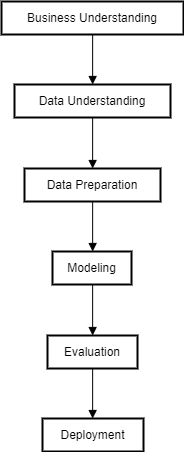 Business Understanding
Data Understanding
Data Preparation
Modeling
Evaluation
Deployment